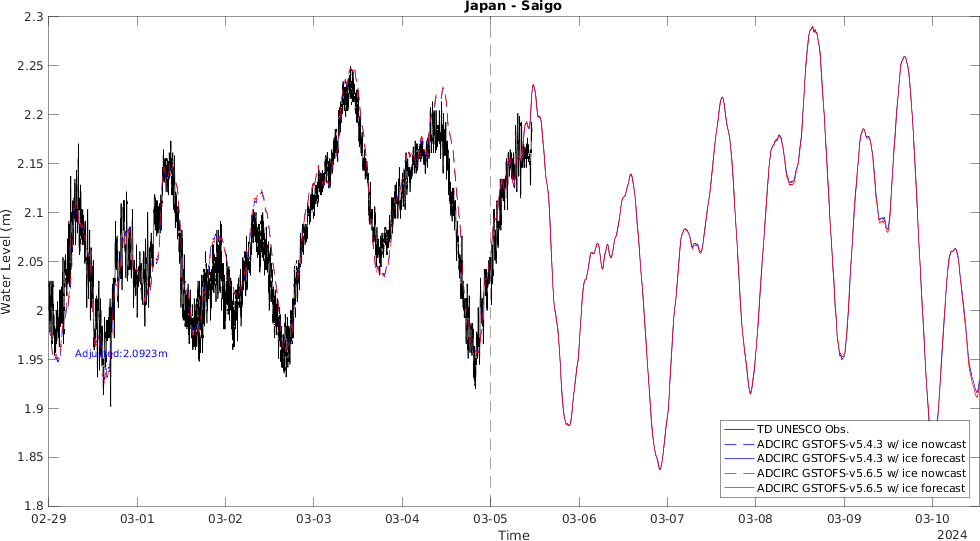 Japan - Saigo
2.3
2.25
2.2
2.15
2.1
2.05
2
1.95
1.9
1.85
1.8
Water Level (m)
Adjusted:2.0923m
TD UNESCO Obs.
ADCIRC GSTOFS-v5.4.3 w/ ice nowcast
ADCIRC GSTOFS-v5.4.3 w/ ice forecast
ADCIRC GSTOFS-v5.6.5 w/ ice nowcast
ADCIRC GSTOFS-v5.6.5 w/ ice forecast
02-29 03-01 03-02 03-03 03-04 03-05 03-06 03-07 03-08 03-09 03-10
Time
2024